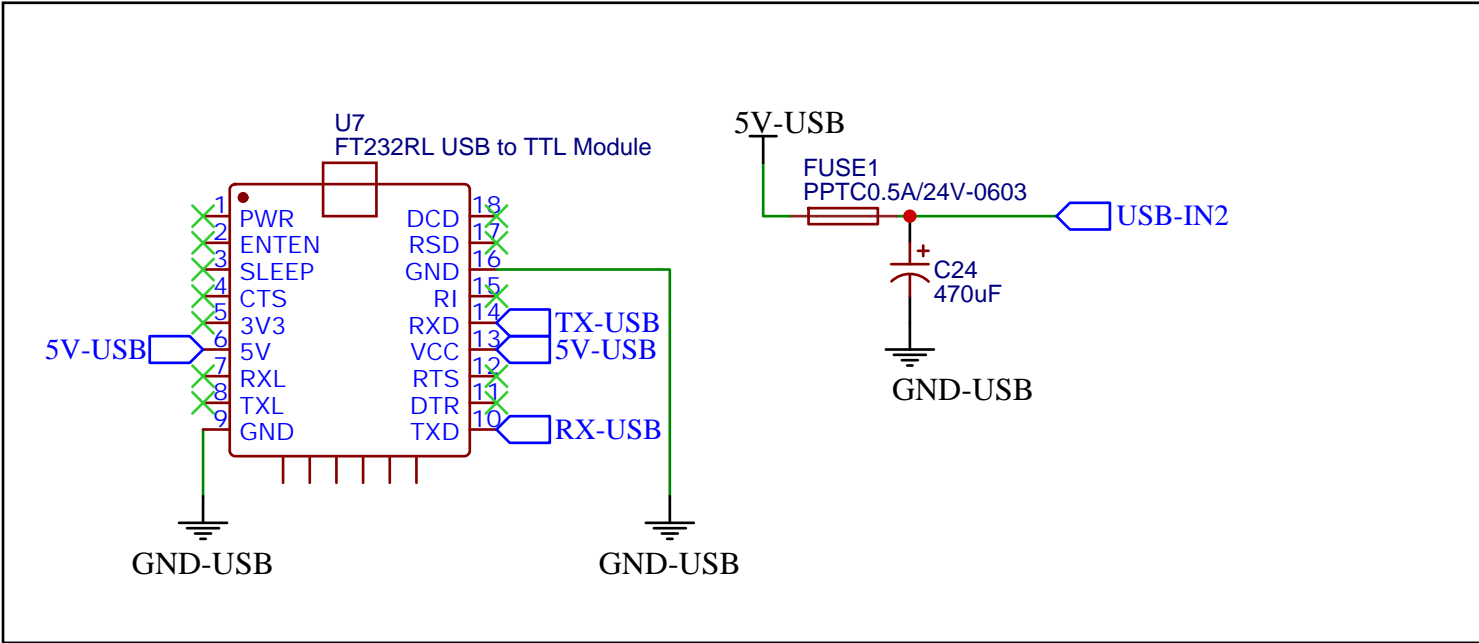 U7
FT232RL USB to TTL Module
1
PWR
2
ENTEN
3
SLEEP
4
CTS
5
3V3
5V-USB
6
5V
7
RXL
8
TXL
9
GND
DCD
18
RSD
17
GND
16
RI
15
RXD
14
TX-USB
VCC
13
5V-USB
RTS
12
DTR
11
TXD
10
RX-USB
GND-USB
GND-USB
5V-USB
FUSE1
PPTC0.5A/24V-0603
USB-IN2
+
C24
470uF
GND-USB